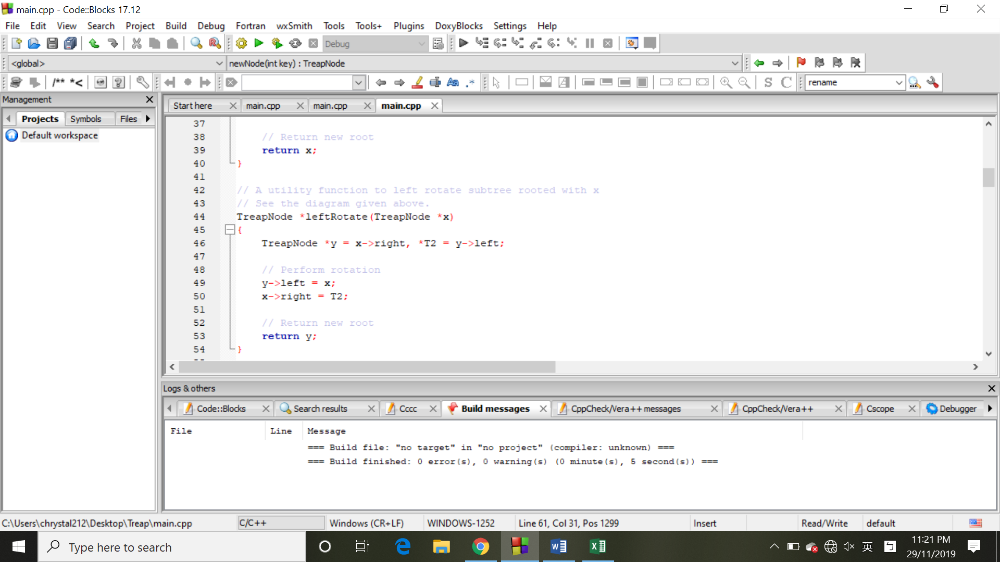 main.cpp - Code::Blocks 17.12
File Edit View Search Project Build Debug Fortran wxSmith Tools Tools+ Plugins DoxyBlocks Settings Help
Debug
<global> newNode(int key) : TreapNode
/** *< Aa .* S C rename
Management
Projects Symbols Files
Default workspace
Start here main.cpp main.cpp main.cpp
37
38 // Return new root
39 return x;
40 }
41
42 // A utility function to left rotate subtree rooted with x
43 // See the diagram given above.
44 TreapNode *leftRotate(TreapNode *x)
45 {
46 TreapNode *y = x->right, *T2 = y->left;
47
48 // Perform rotation
49 y->left = x;
50 x->right = T2;
51
52 // Return new root
53 return y;
54 }
Logs & others
Code::Blocks Search results Cccc Build messages CppCheck/Vera++ messages CppCheck/Vera++ Cscope Debugger
File Line Message
=== Build file: "no target" in "no project" (compiler: unknown) ===
=== Build finished: 0 error(s), 0 warning(s) (0 minute(s), 5 second(s)) ===
C:\Users\chrystal212\Desktop\Treap\main.cpp C/C++ Windows (CR+LF) WINDOWS-1252 Line 61, Col 31, Pos 1299 Insert Read/Write default
Type here to search
英
11:21 PM
29/11/2019